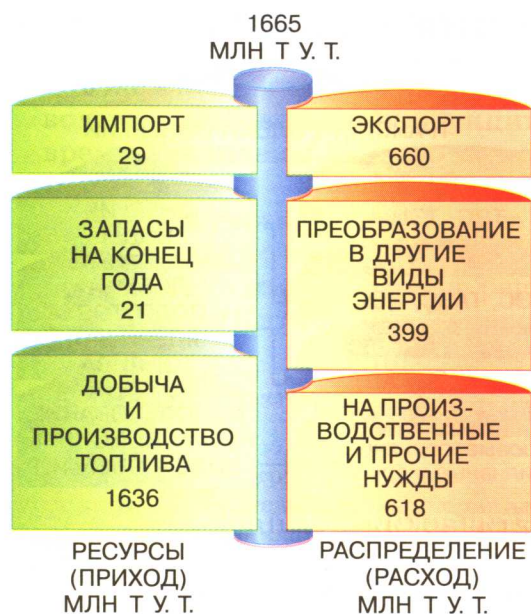 1665
МЛН Т У. Т.
ИМПОРТ
29
ЗАПАСЫ
НА КОНЕЦ
ГОДА
21
ДОБЫЧА
И
ПРОИЗВОДСТВО
ТОПЛИВА
1636
РЕСУРСЫ
(ПРИХОД)
МЛН Т У. Т.
ЭКСПОРТ
660
ПРЕОБРАЗОВАНИЕ
В ДРУГИЕ
ВИДЫ
ЭНЕРГИИ
399
НА ПРОИЗ-
ВОДСТВЕННЫЕ
И ПРОЧИЕ
НУЖДЫ
618
РАСПРЕДЕЛЕНИЕ
(РАСХОД)
МЛН Т У. Т.